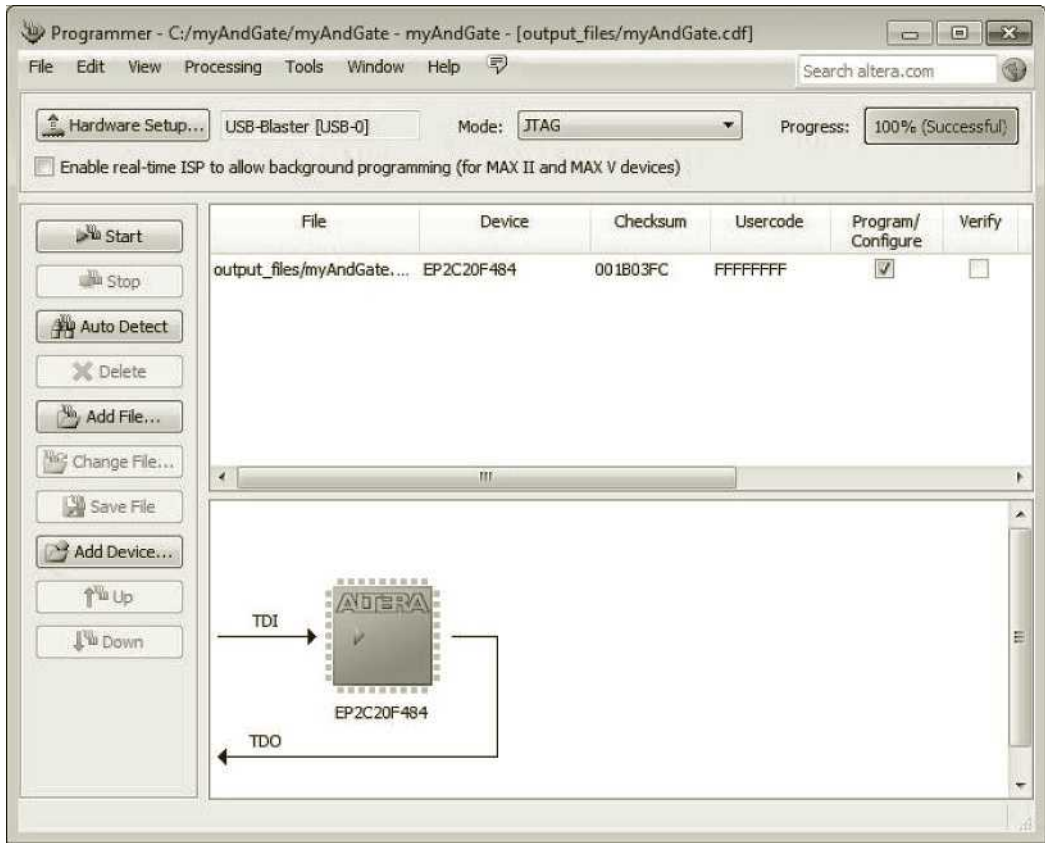 Programmer - C:/myAndGate/myAndGate - myAndGate - [output_files/myAndGate.cdf]
File Edit View Processing Tools Window Help Search altera.com
Hardware Setup... USB-Blaster [USB-0] Mode: JTAG Progress: 100% (Successful)
Enable real-time ISP to allow background programming (for MAX II and MAX V devices)
Start
Stop
Auto Detect
Delete
Add File...
Change File...
Save File
Add Device...
Up
Down
File Device Checksum Usercode Program/ Verify
Configure
output_files/myAndGate.... EP2C20F484 001B03FC FFFFFFFF
ALTERA
TDI
EP2C20F484
TDO